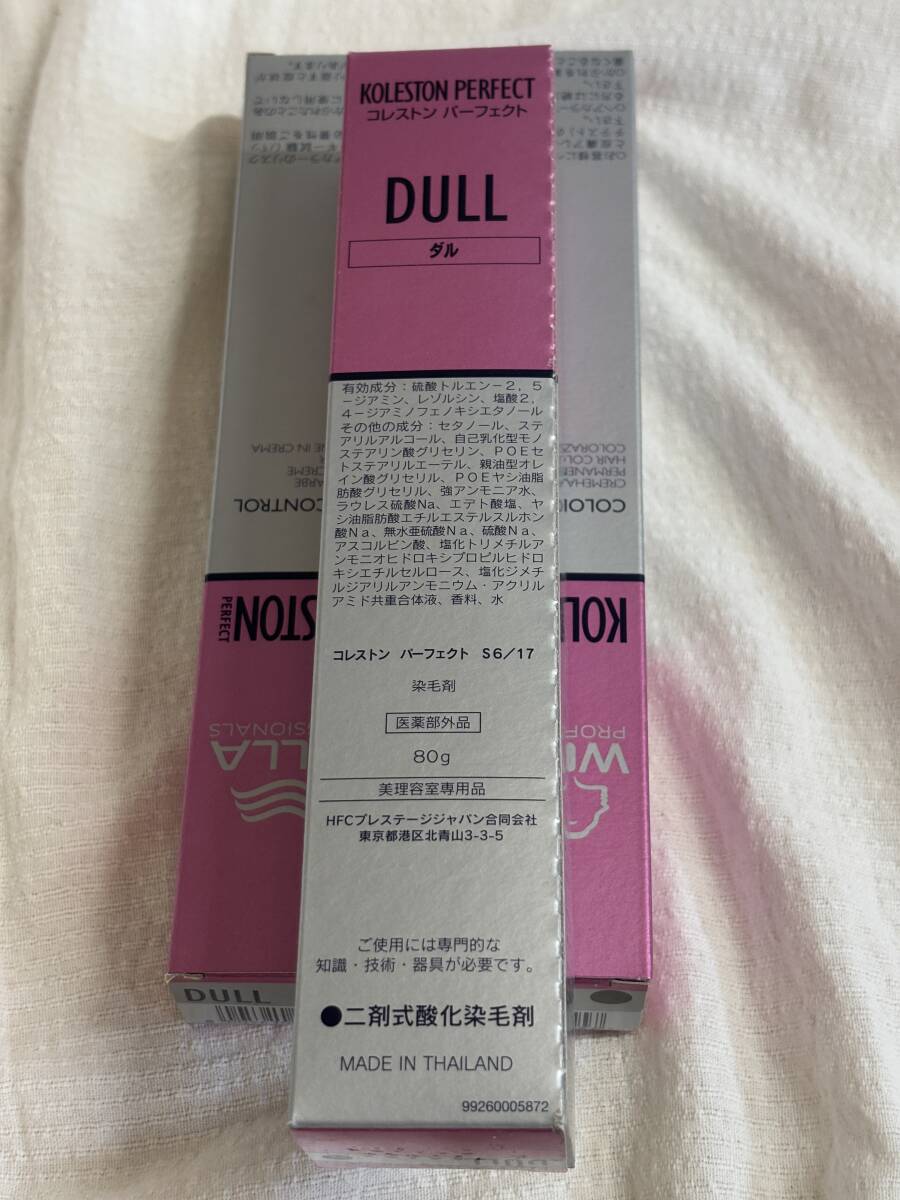 KOLESTON PERFECT
コレストン パーフェクト
DULL
ダル
有効成分：硫酸トルエン－２，５
－ジアミン、レゾルシン、塩酸２，
４－ジアミノフェノキシエタノール
その他の成分：セタノール、ステ
アリルアルコール、自己乳化型モノ
ステアリン酸グリセリン、ＰＯＥセ
トステアリルエーテル、親油型オレ
イン酸グリセリル、ＰＯＥヤシ油脂
肪酸グリセリル、強アンモニア水、
ラウレス硫酸Na、エデト酸塩、ヤ
シ油脂肪酸エチルエステルスルホン
酸Ｎａ、無水亜硫酸Ｎａ、硫酸Ｎａ、
アスコルビン酸、塩化トリメチルア
ンモニオヒドロキシプロピルヒドロ
キシエチルセルロース、塩化ジメチ
ルジアリルアンモニウム・アクリル
アミド共重合体液、香料、水
コレストン パーフェクト S6／17
染毛剤
医薬部外品
80g
美理容室専用品
HFCプレステージジャパン合同会社
東京都港区北青山3-3-5
ご使用には専門的な
知識・技術・器具が必要です。
●二剤式酸化染毛剤
MADE IN THAILAND
99260005872
CONTROL
STON
PERFECT
LLA
SIONALS
COLO
KOL
PROF
DULL